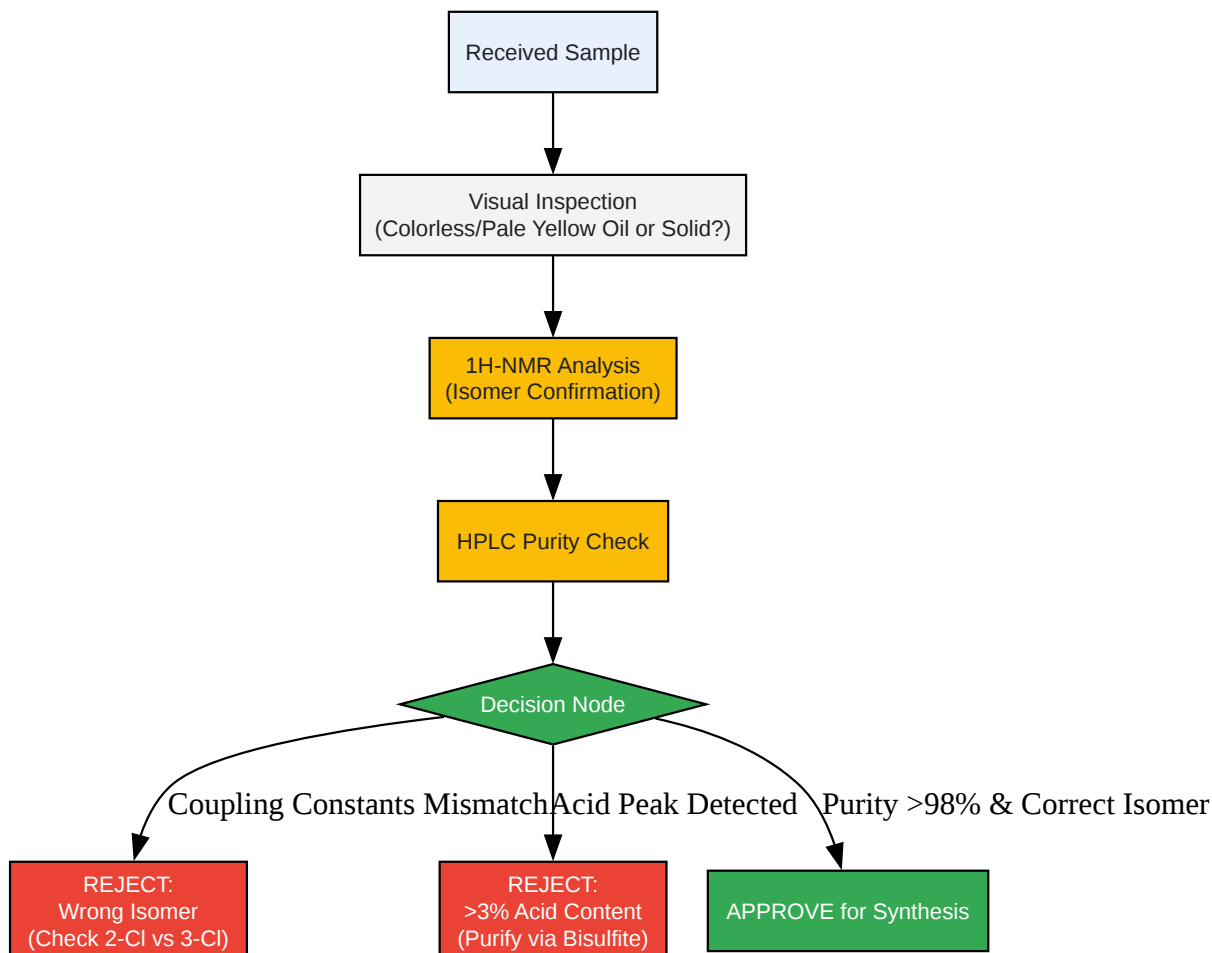 Received Sample
Visual Inspection
(Colorless/Pale Yellow Oil or Solid?)
1H-NMR Analysis
(Isomer Confirmation)
HPLC Purity Check
Decision Node
Coupling Constants Mismatch
Acid Peak Detected
Purity >98% & Correct Isomer
REJECT:
Wrong Isomer
(Check 2-Cl vs 3-Cl)
REJECT:
>3% Acid Content
(Purify via Bisulfite)
APPROVE for Synthesis